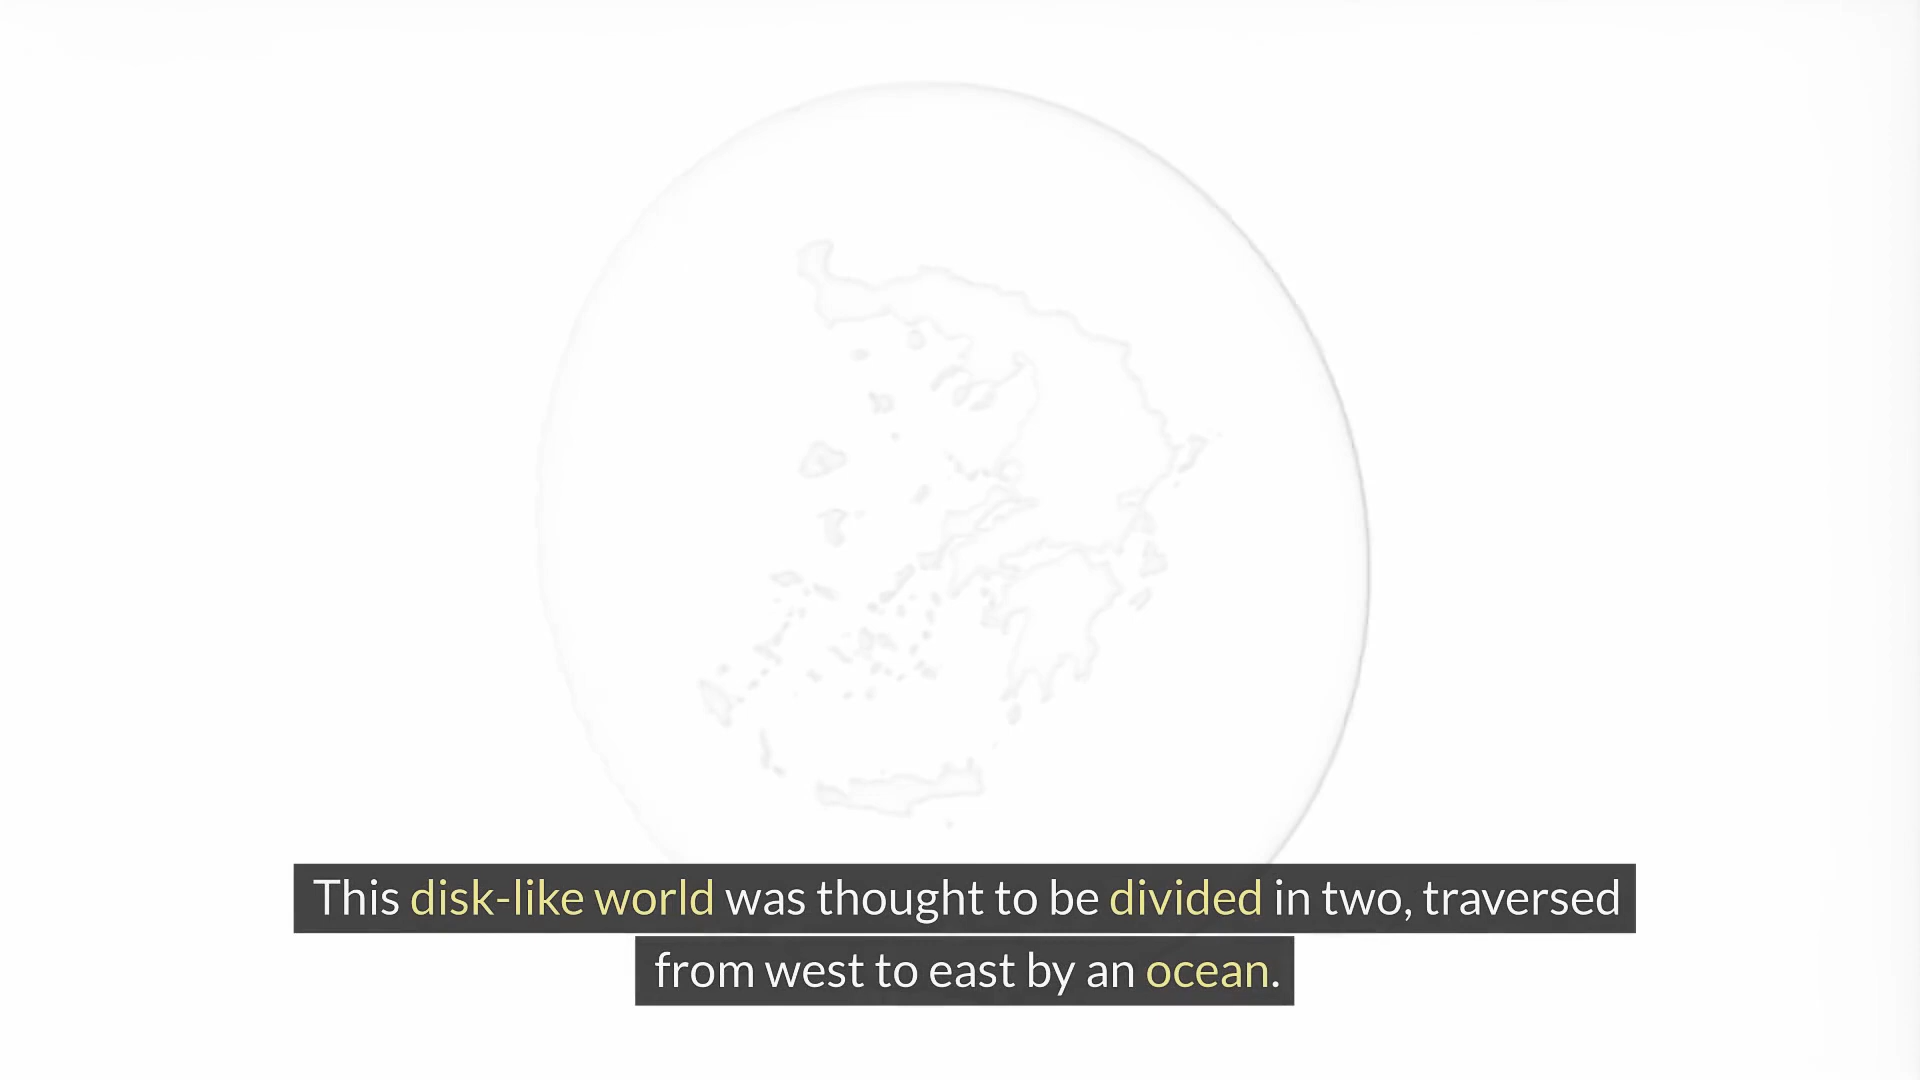 This disk-like world was thought to be divided in two, traversed
from west to east by an ocean.